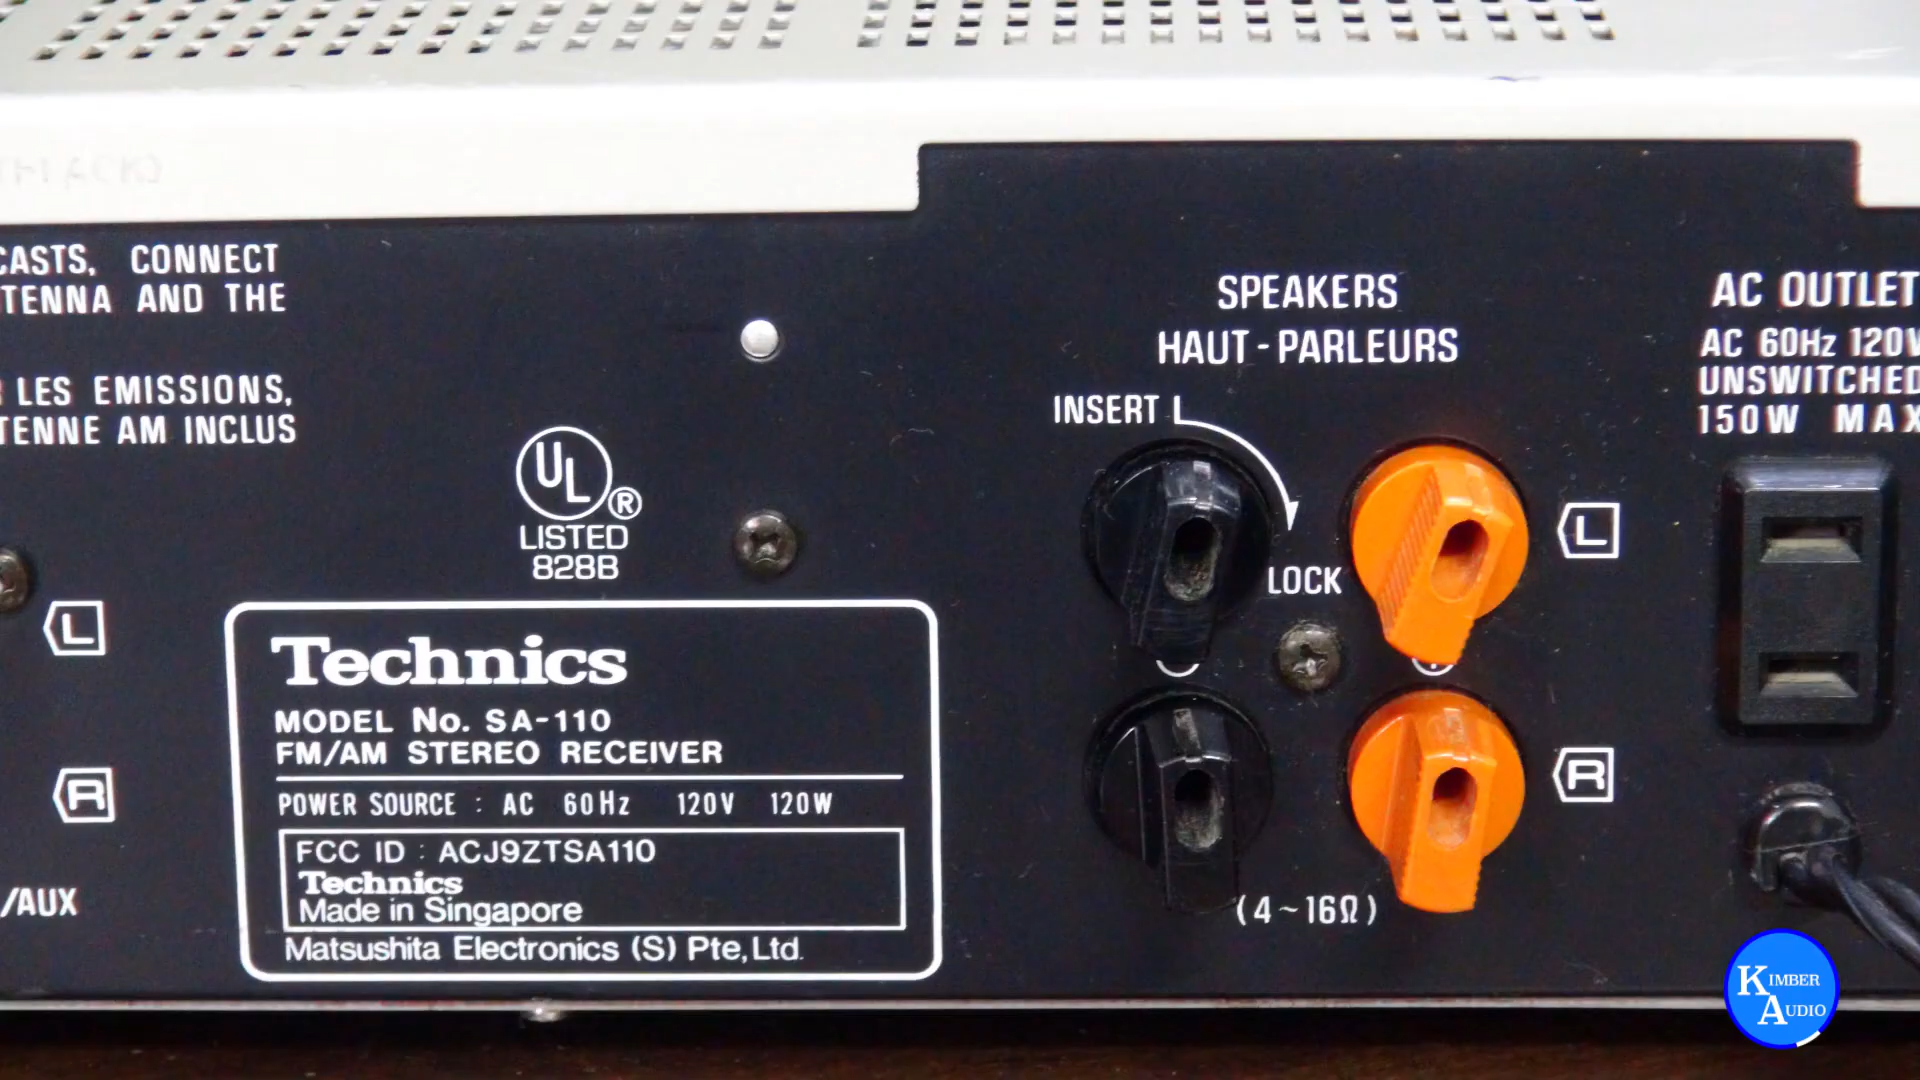 CASTS, CONNECT
TENNA AND THE
LES EMISSIONS,
TENNE AM INCLUS
UL®
LISTED
828B
L
R
/AUX
Technics
MODEL No. SA-110
FM/AM STEREO RECEIVER
POWER SOURCE : AC 60Hz 120V 120W
FCC ID : ACJ9ZTSA110
Technics
Made in Singapore
Matsushita Electronics (S) Pte,Ltd.
SPEAKERS
HAUT-PARLEURS
INSERT
LOCK
L
R
(4~16Ω)
AC OUTLET
AC 60Hz 120V
UNSWITCHED
150W MAX
KIMBER
AUDIO